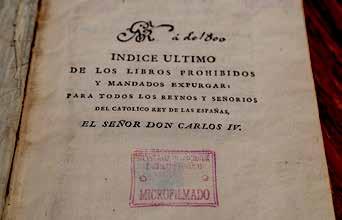 á de 1800
INDICE ULTIMO
DE LOS LIBROS PROHIBIDOS
Y MANDADOS EXPURGAR:
PARA TODOS LOS REYNOS Y SEÑORIOS
DEL CATOLICO REY DE LAS ESPAÑAS,
EL SEÑOR DON CARLOS IV.
MICROFILMADO